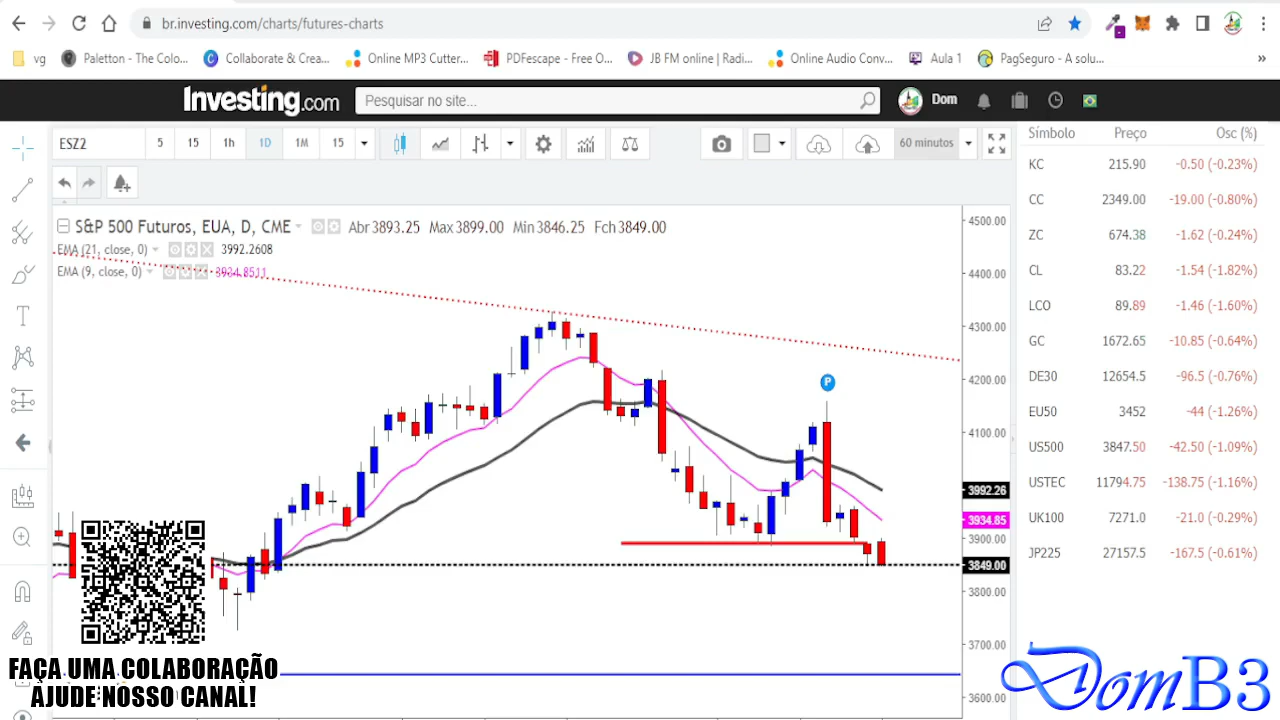 br.investing.com/charts/futures-charts
vg Paletton - The Colo... Collaborate & Crea... Online MP3 Cutter... PDFescape - Free O... JB FM online | Radi... Online Audio Conv... Aula 1 PagSeguro - A solu... »
Investing.com Pesquisar no site... Dom
ESZ2 5 15 1h 1D 1M 15 60 minutos
S&P 500 Futuros, EUA, D, CME Abr 3893.25 Max 3899.00 Min 3846.25 Fch 3849.00
EMA (21, close, 0) 3992.2608
EMA (9, close, 0) 3934.8511
P
4500.00
4400.00
4300.00
4200.00
4100.00
3992.26
3934.85
3900.00
3849.00
3800.00
3700.00
3600.00
Símbolo Preço Osc (%)
KC 215.90 -0.50 (-0.23%)
CC 2349.00 -19.00 (-0.80%)
ZC 674.38 -1.62 (-0.24%)
CL 83.22 -1.54 (-1.82%)
LCO 89.89 -1.46 (-1.60%)
GC 1672.65 -10.85 (-0.64%)
DE30 12654.5 -96.5 (-0.76%)
EU50 3452 -44 (-1.26%)
US500 3847.50 -42.50 (-1.09%)
USTEC 11794.75 -138.75 (-1.16%)
UK100 7271.0 -21.0 (-0.29%)
JP225 27157.5 -167.5 (-0.61%)
FAÇA UMA COLABORAÇÃO
AJUDE NOSSO CANAL!
DomB3